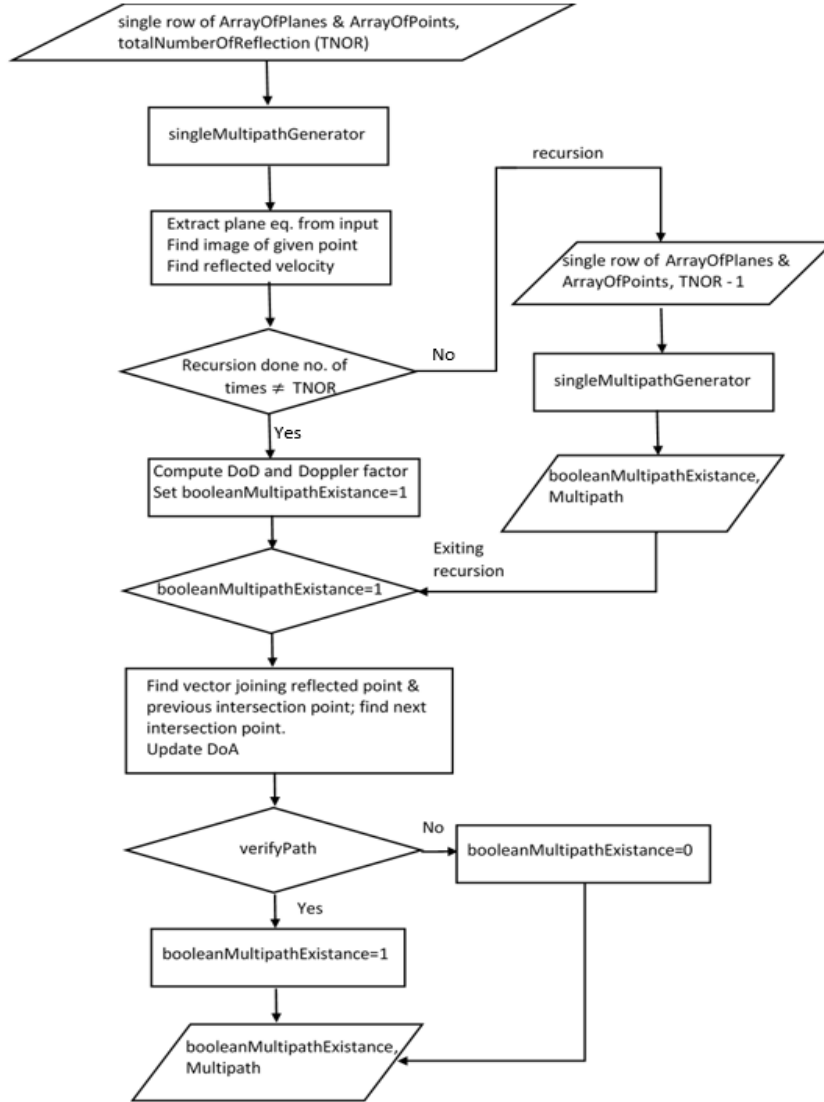 single row of ArrayOfPlanes & ArrayOfPoints,
totalNumberOfReflection (TNOR)
singleMultipathGenerator
recursion
Extract plane eq. from input
Find image of given point
Find reflected velocity
single row of ArrayOfPlanes &
ArrayOfPoints, TNOR - 1
No
Recursion done no. of
times ≠ TNOR
singleMultipathGenerator
Yes
Compute DoD and Doppler factor
Set booleanMultipathExistance=1
booleanMultipathExistance,
Multipath
Exiting
recursion
booleanMultipathExistance=1
Find vector joining reflected point &
previous intersection point; find next
intersection point.
Update DoA
verifyPath
No
booleanMultipathExistance=0
Yes
booleanMultipathExistance=1
booleanMultipathExistance,
Multipath